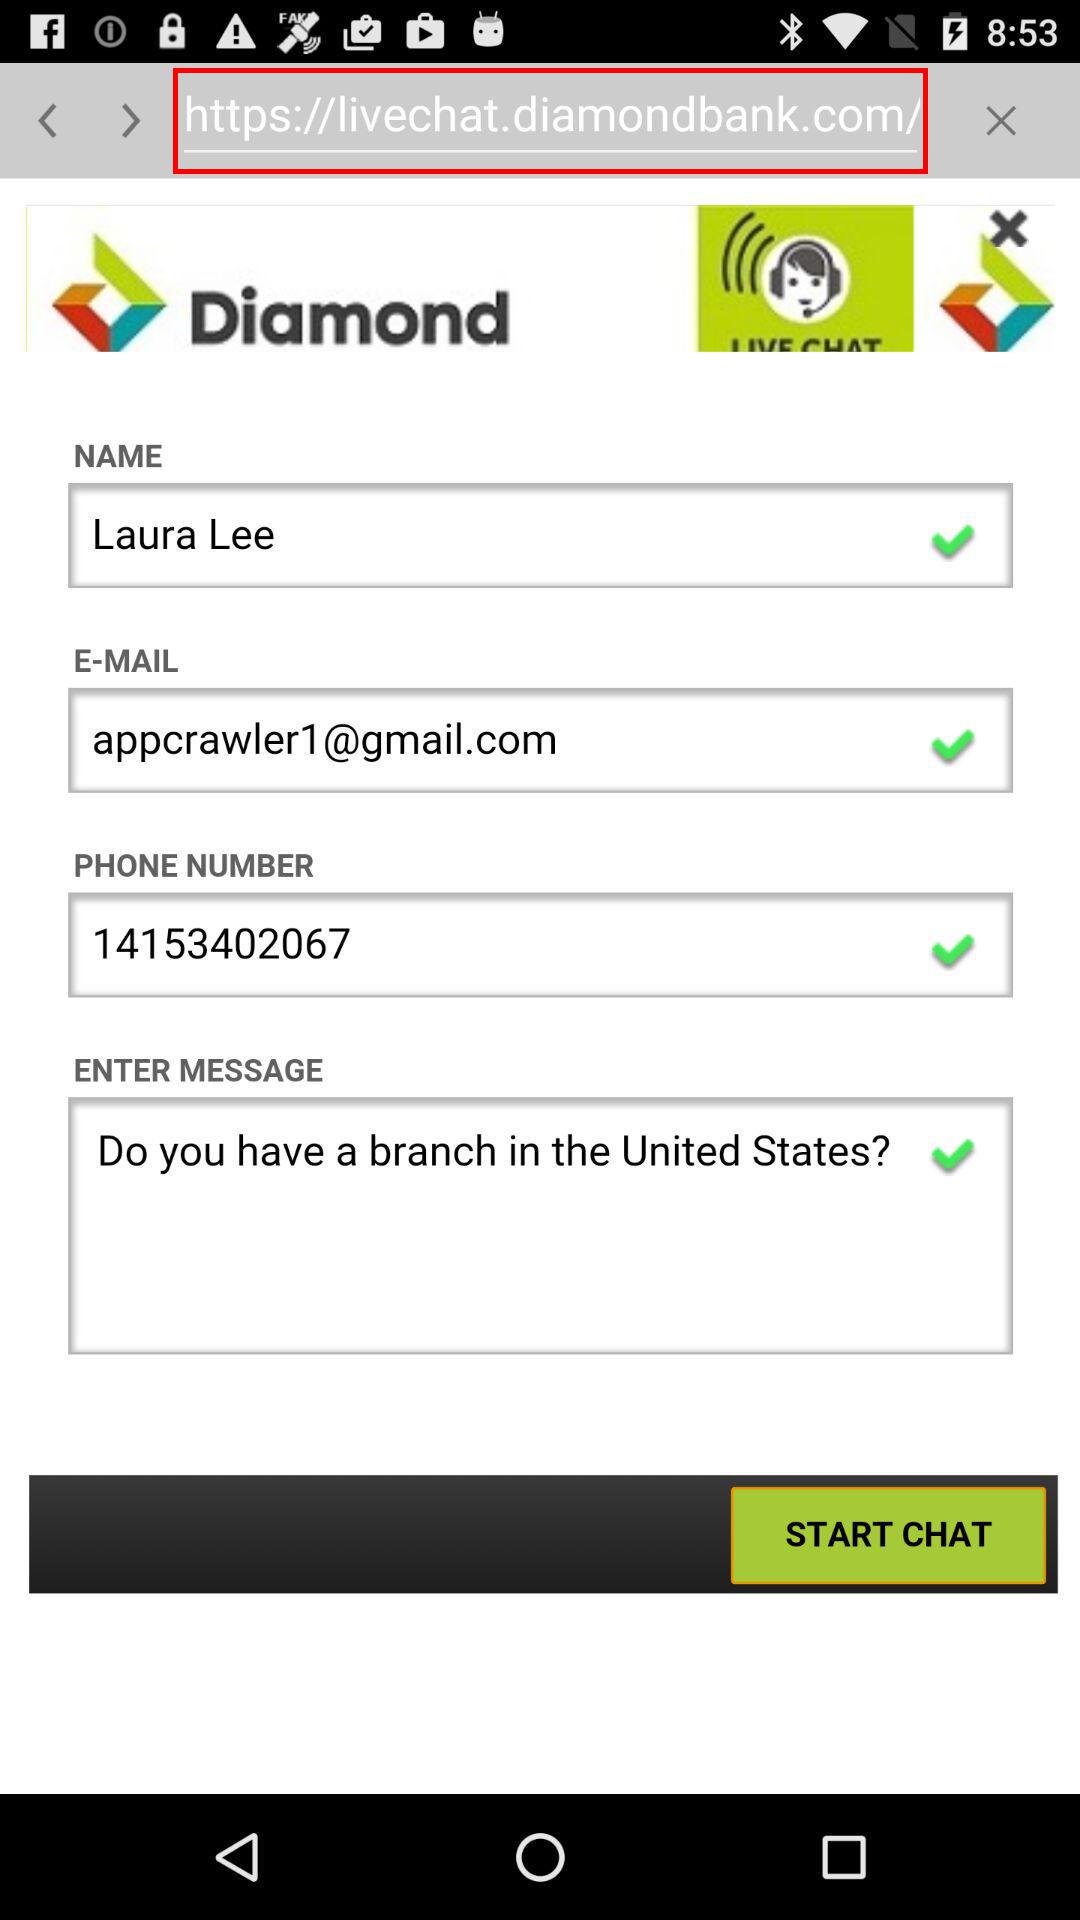 FAK
8:53
https://livechat.diamondbank.com/
Diamond
LIVE CHAT
NAME
Laura Lee
E-MAIL
appcrawler1@gmail.com
PHONE NUMBER
14153402067
ENTER MESSAGE
Do you have a branch in the United States?
START CHAT